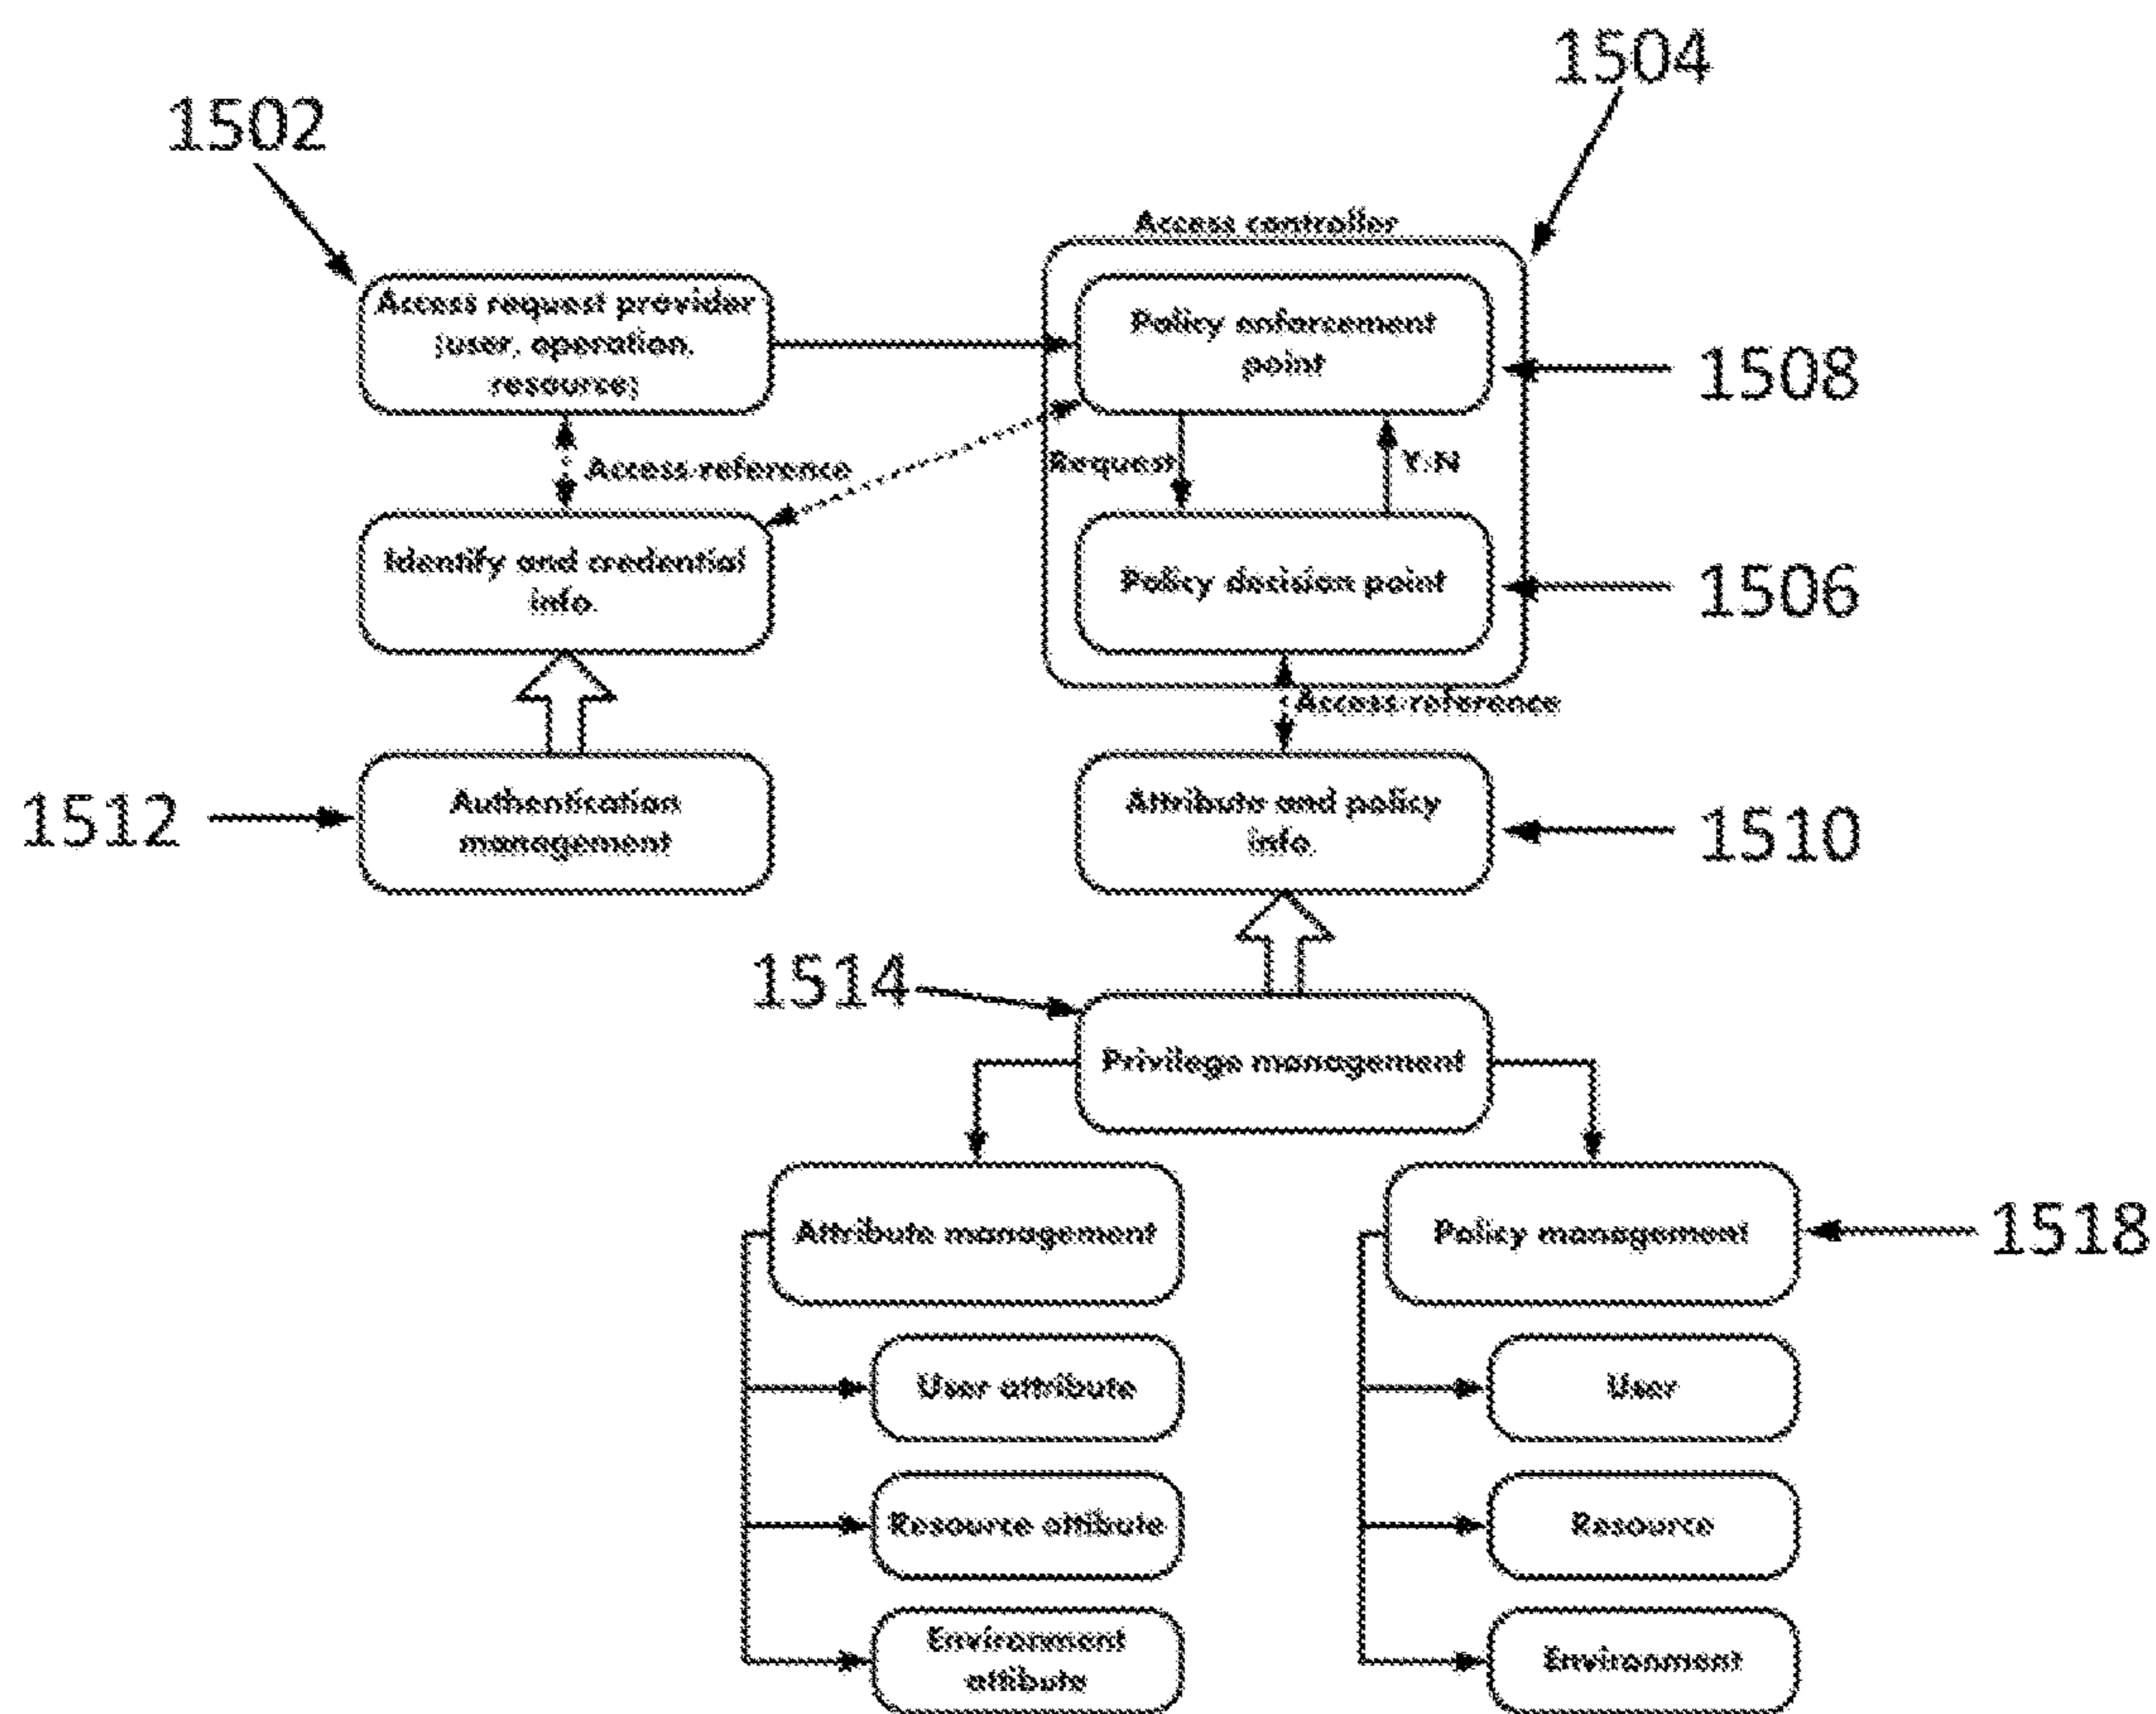 1504
1502
Access controller
Access request provider
{user, operation,
resource}
Policy enforcement
point
1508
Access reference
Request
Y/N
Identify and credential
info.
Policy decision point
1506
Access reference
1512
Authentication
management
Attribute and policy
info.
1510
1514
Privilege management
Attribute management
Policy management
1518
User attribute
User
Resource attibute
Resource
Environment
attibute
Environment